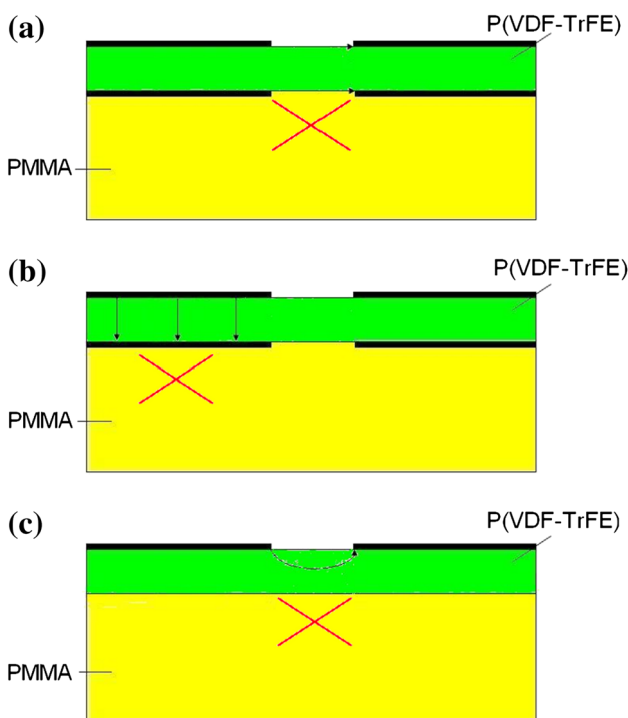 (a)
P(VDF-TrFE)
PMMA
(b)
P(VDF-TrFE)
PMMA
(c)
P(VDF-TrFE)
PMMA